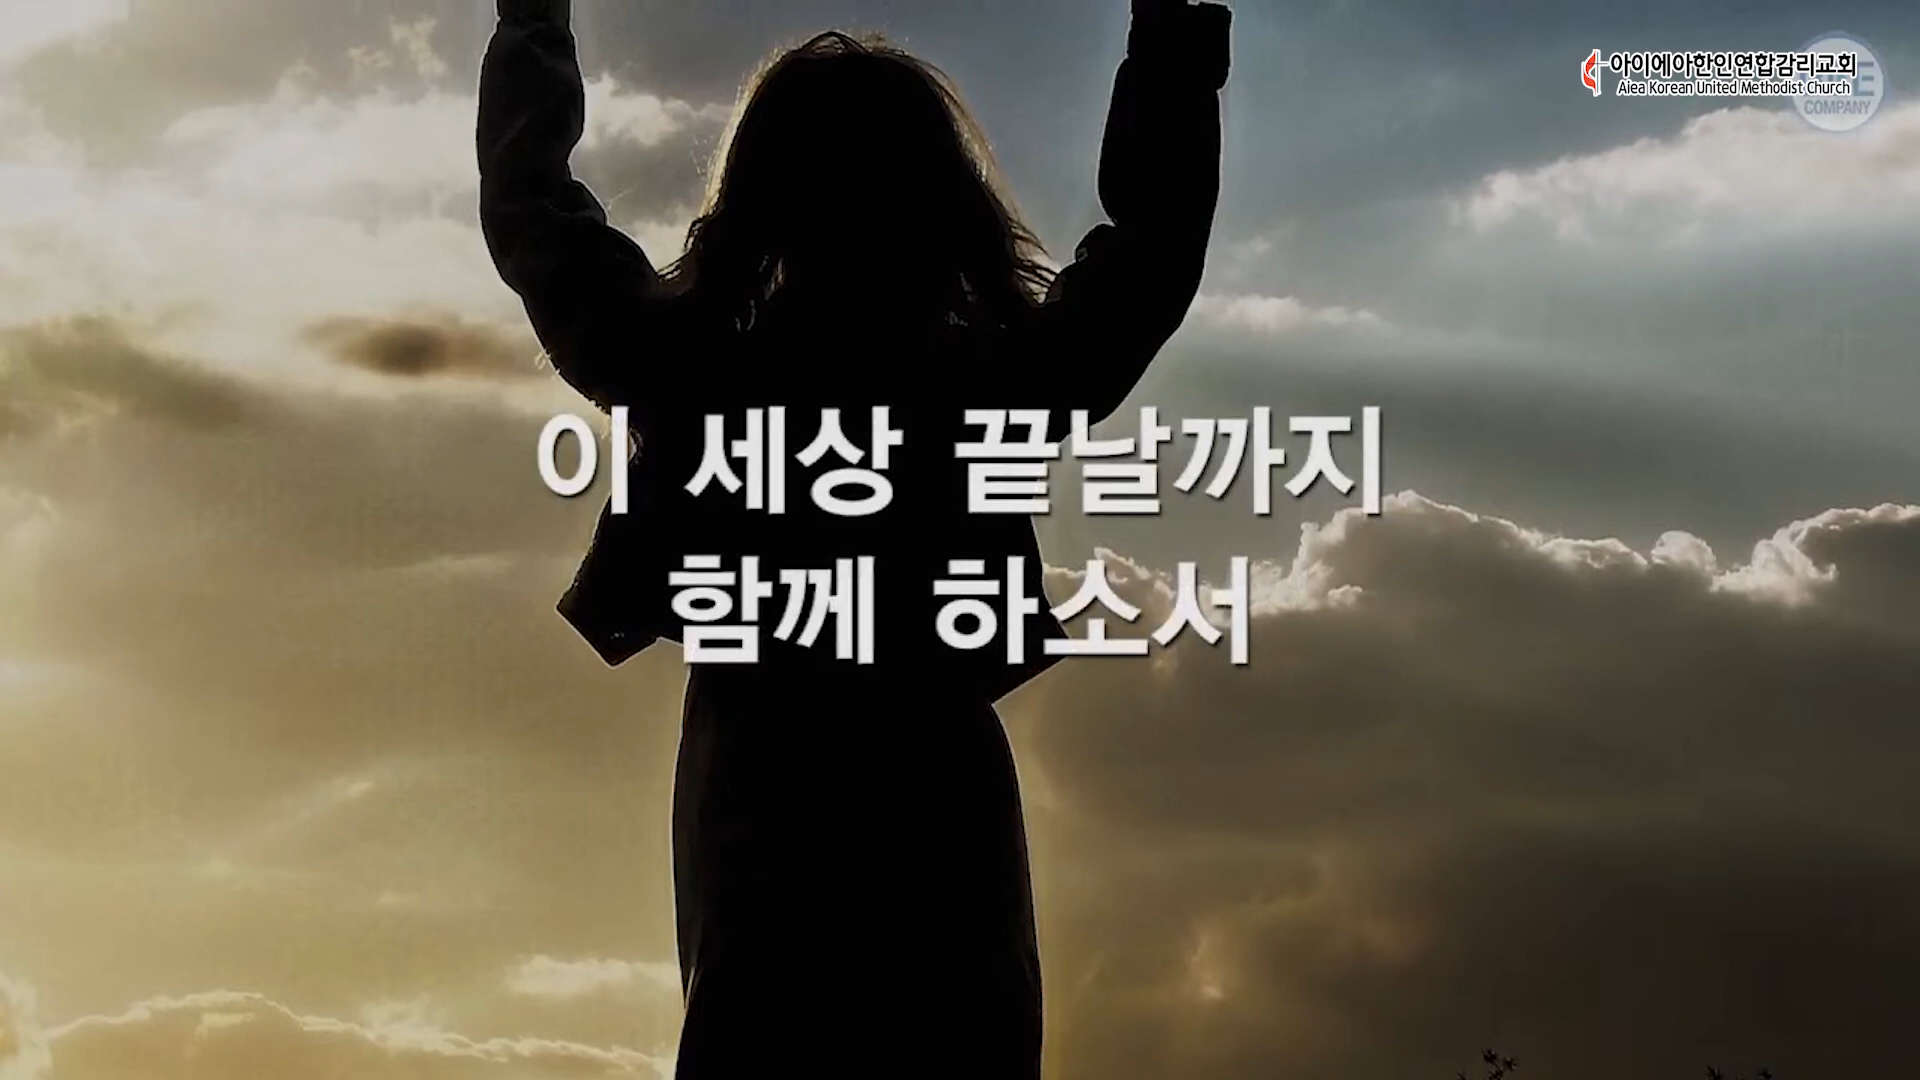 아이에아한인연합감리교회
Aiea Korean United Methodist Church
COMPANY
이 세상 끝날까지
함께 하소서